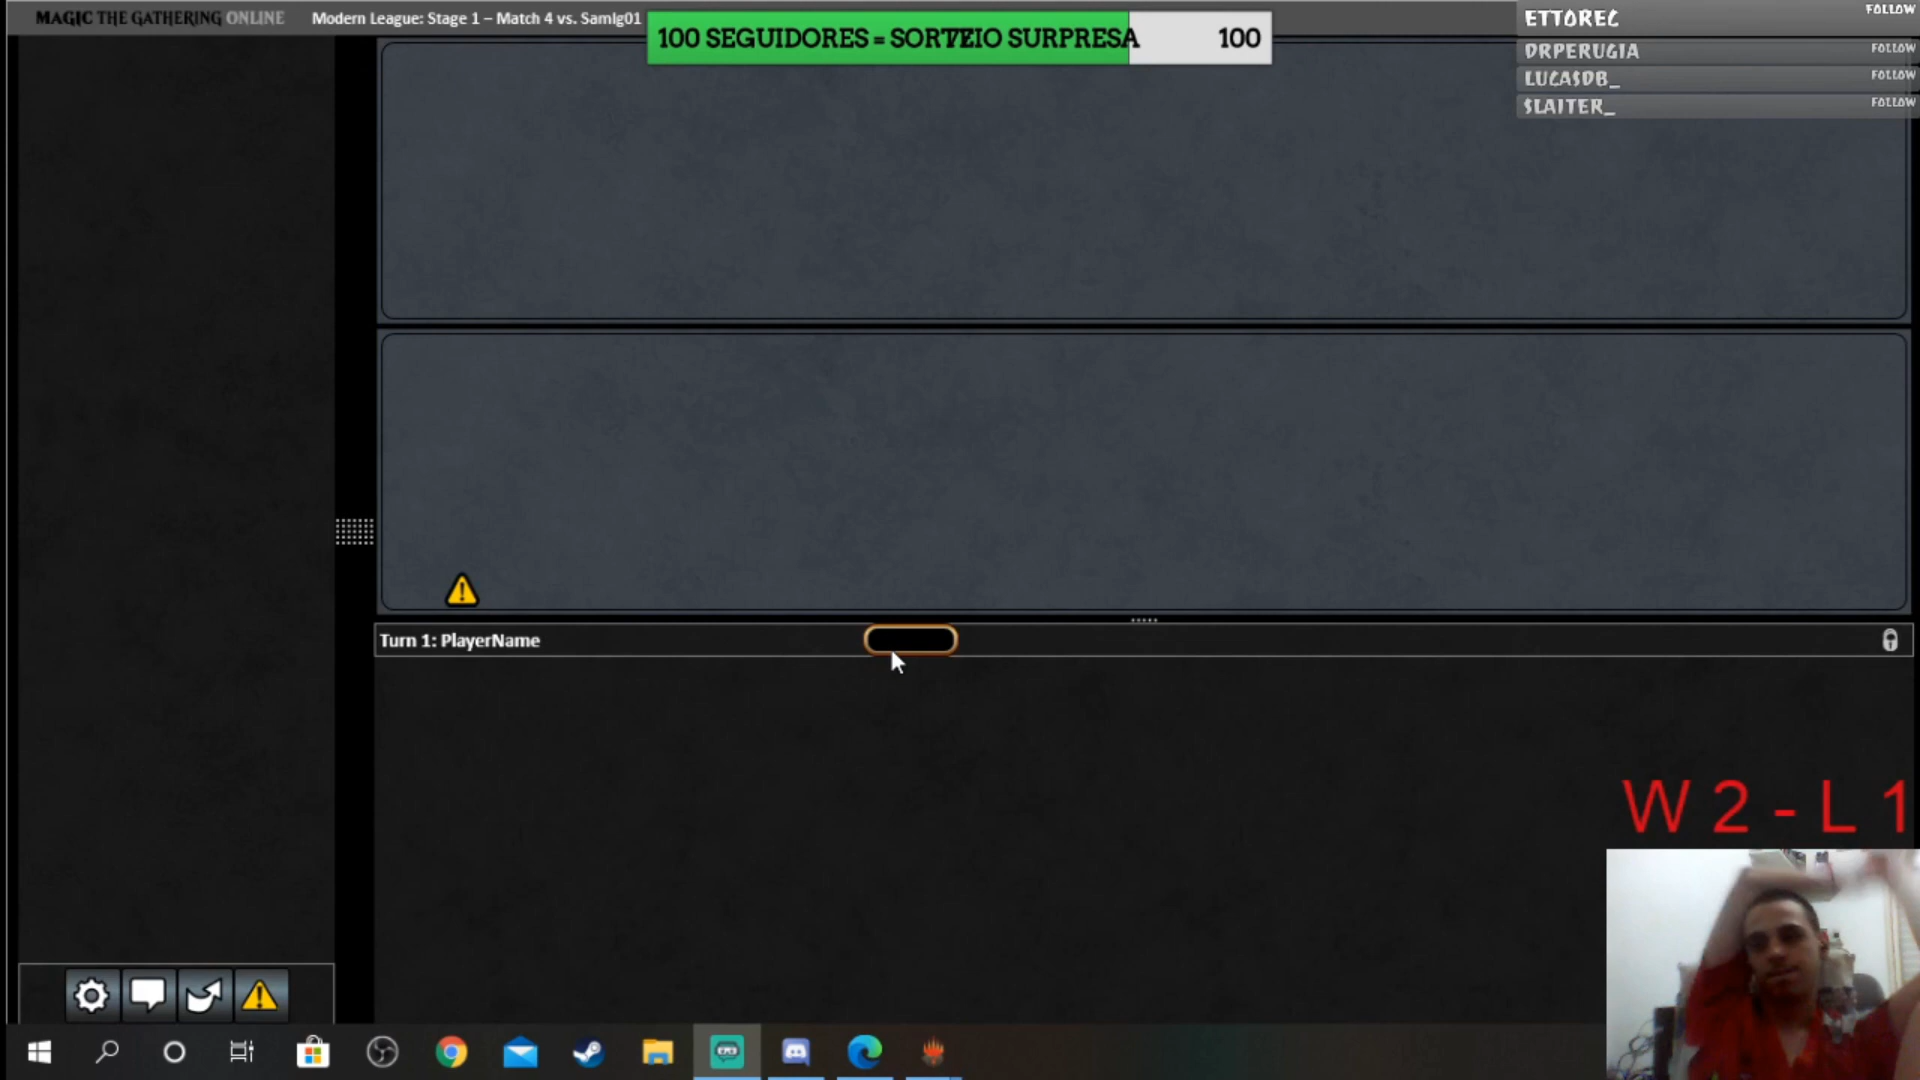 MAGIC THE GATHERING ONLINE
Modern League: Stage 1 – Match 4 vs. Samlg01
100 SEGUIDORES = SORTEIO SURPRESA
100
ETTOREC FOLLOW
DRPERUGIA FOLLOW
LUCASDB_ FOLLOW
SLAITER_ FOLLOW
Turn 1: PlayerName
W 2 - L 1